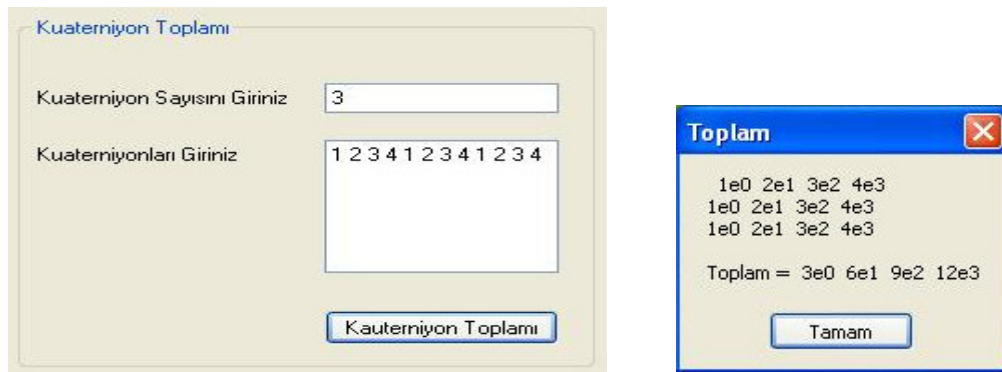 Kuaterniyon Toplamı
Kuaterniyon Sayısını Giriniz 3
Kuaterniyonları Giriniz 1 2 3 4 1 2 3 4 1 2 3 4
Kauterniyon Toplamı
Toplam
1e0 2e1 3e2 4e3
1e0 2e1 3e2 4e3
1e0 2e1 3e2 4e3
Toplam = 3e0 6e1 9e2 12e3
Tamam